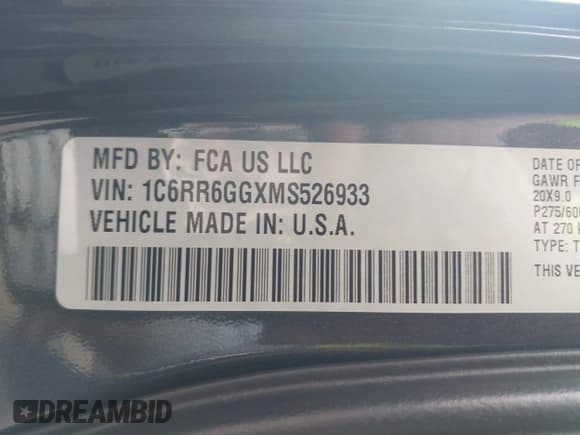 MFD BY: FCA US LLC
VIN: 1C6RR6GGXMS526933
VEHICLE MADE IN: U.S.A.
DATE OF
GAWR F
20X9.0
P275/60
AT 270
TYPE: T
THIS VE
DREAMBID